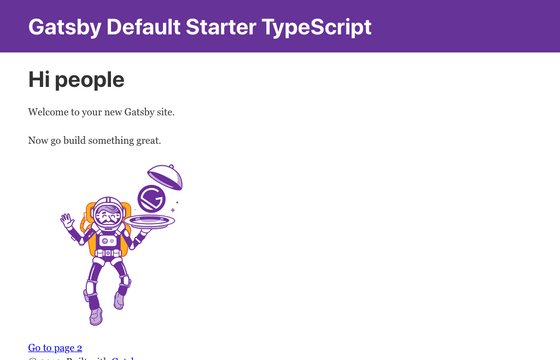 Gatsby Default Starter TypeScript
Hi people
Welcome to your new Gatsby site.
Now go build something great.
Go to page 2